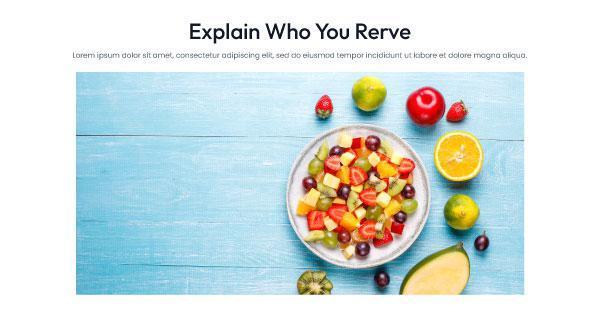 Explain Who You Rerve
Lorem ipsum dolor sit amet, consectetur adipiscing elit, sed do eiusmod tempor incididunt ut labore et dolore magna aliqua.